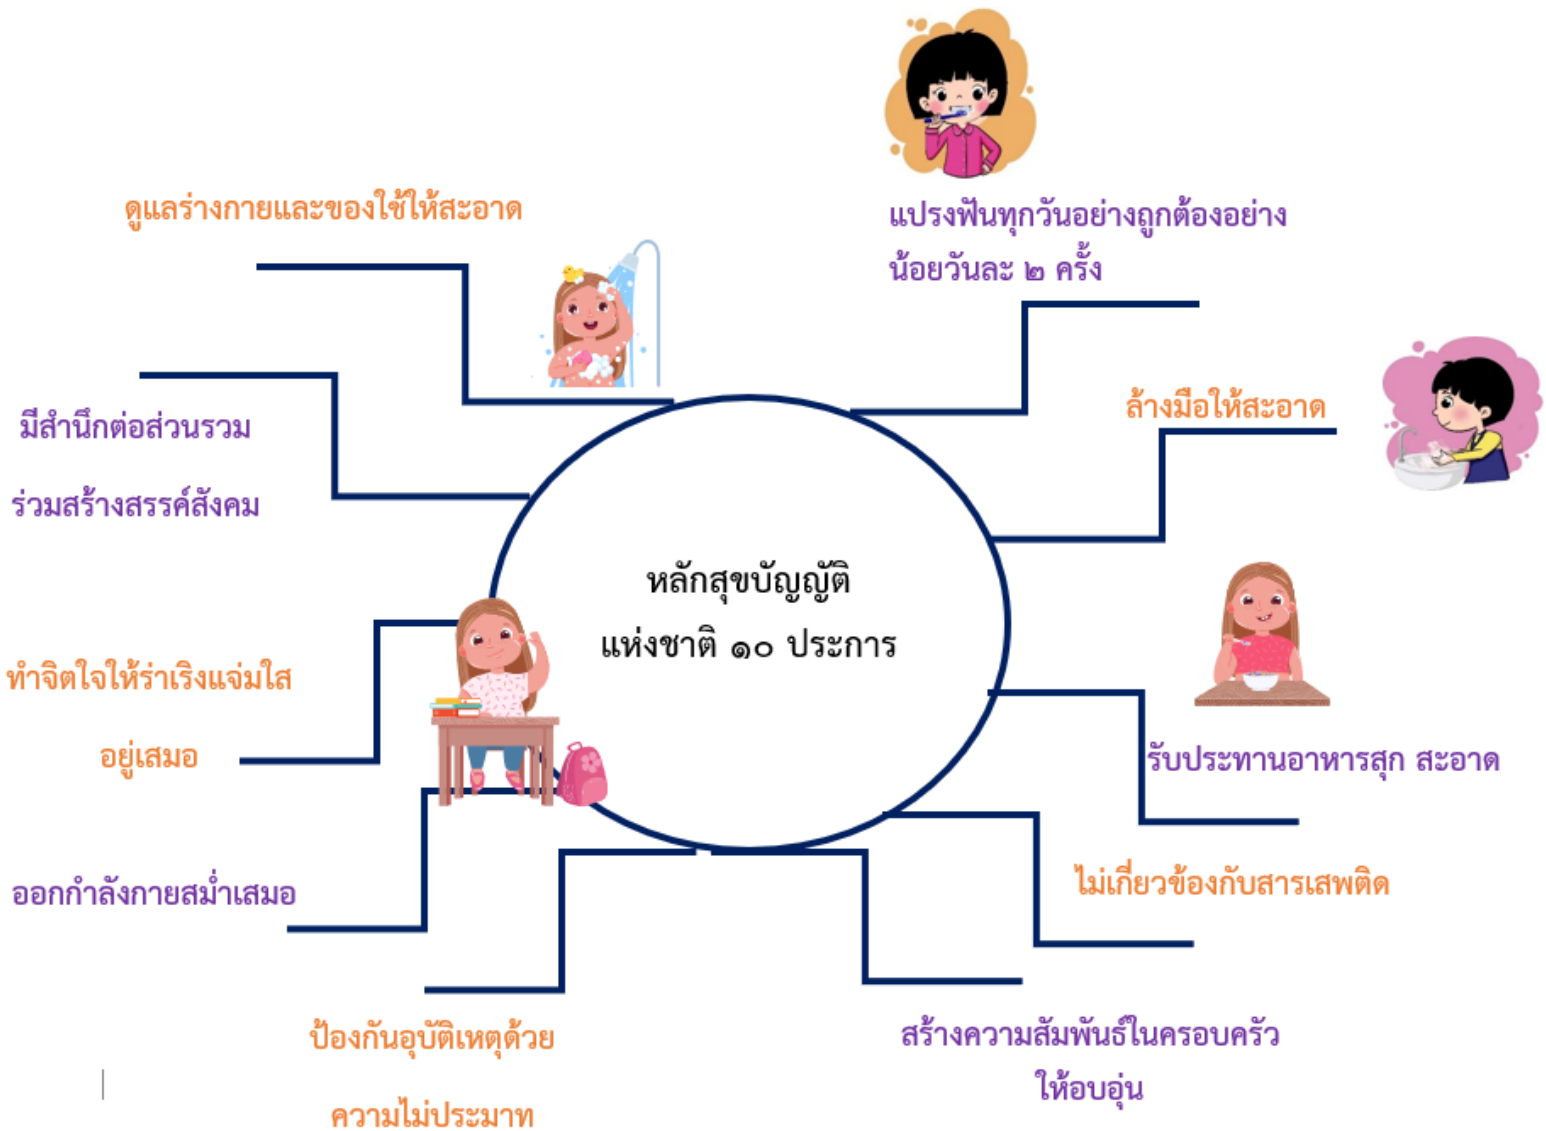 หลักสุขบัญญัติ
แห่งชาติ ๑๐ ประการ
ดูแลร่างกายและของใช้ให้สะอาด
แปรงฟันทุกวันอย่างถูกต้องอย่าง
น้อยวันละ ๒ ครั้ง
ล้างมือให้สะอาด
รับประทานอาหารสุก สะอาด
ไม่เกี่ยวข้องกับสารเสพติด
สร้างความสัมพันธ์ในครอบครัว
ให้อบอุ่น
ป้องกันอุบัติเหตุด้วย
ความไม่ประมาท
ออกกำลังกายสม่ำเสมอ
ทำจิตใจให้ร่าเริงแจ่มใส
อยู่เสมอ
มีสำนึกต่อส่วนรวม
ร่วมสร้างสรรค์สังคม